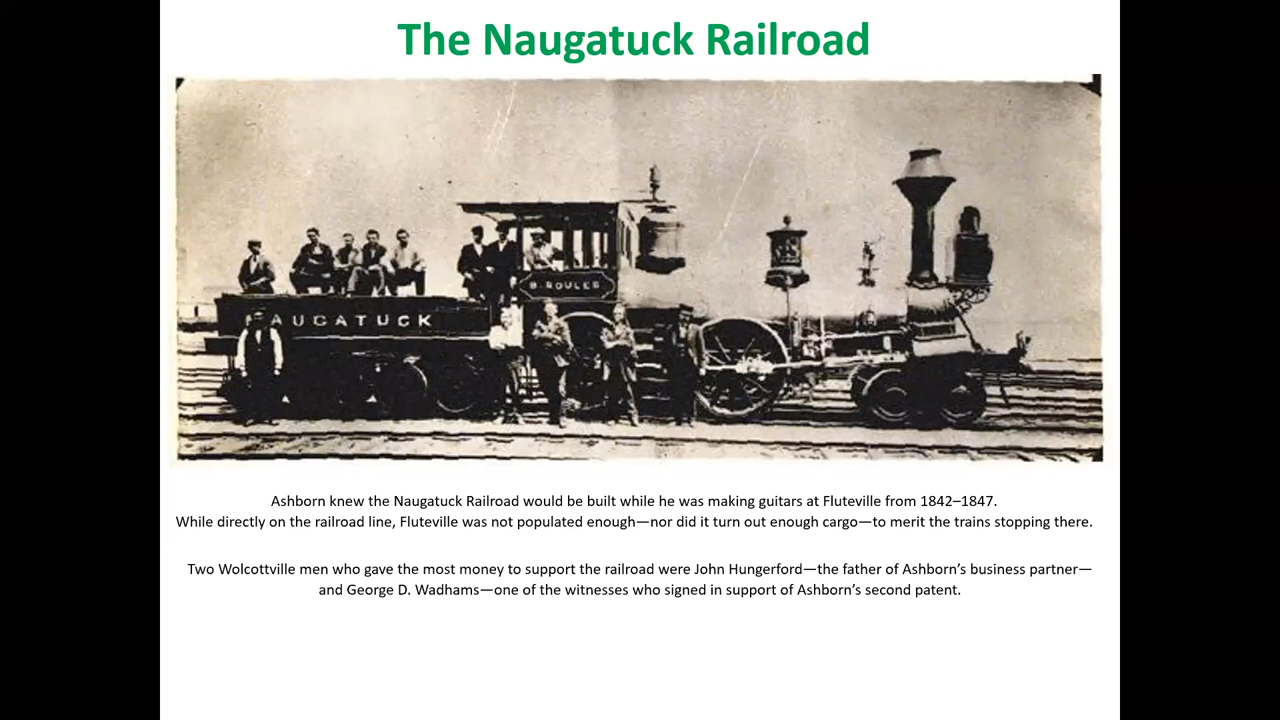 The Naugatuck Railroad
B. SOULES
NAUGATUCK
Ashborn knew the Naugatuck Railroad would be built while he was making guitars at Fluteville from 1842–1847.
While directly on the railroad line, Fluteville was not populated enough—nor did it turn out enough cargo—to merit the trains stopping there.
Two Wolcottville men who gave the most money to support the railroad were John Hungerford—the father of Ashborn’s business partner—
and George D. Wadhams—one of the witnesses who signed in support of Ashborn’s second patent.